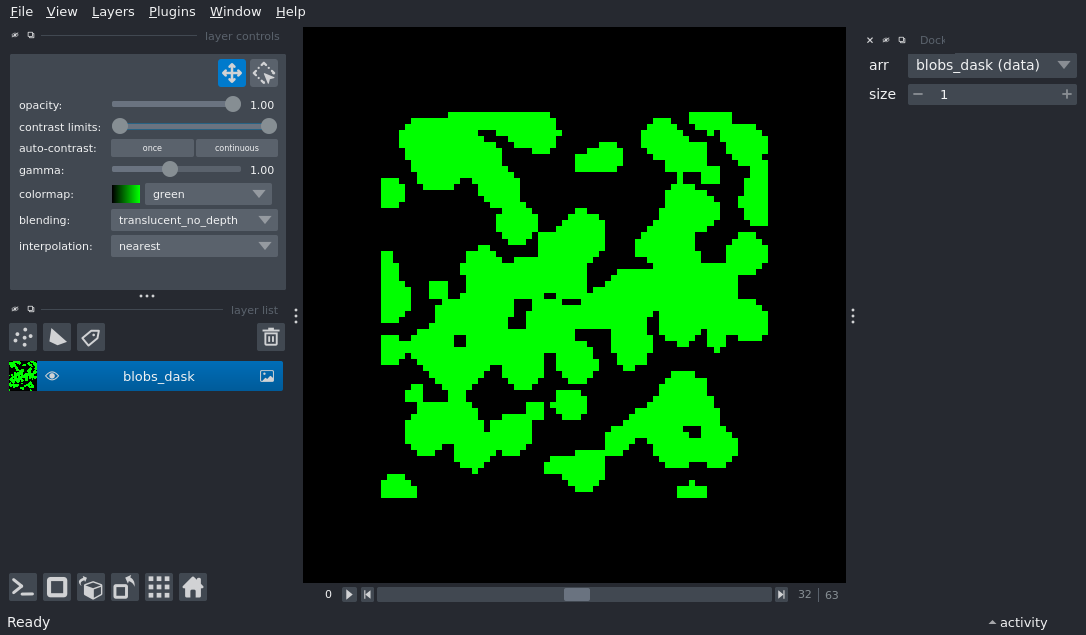 File View Layers Plugins Window Help
layer controls
opacity: 1.00
contrast limits:
auto-contrast: once continuous
gamma: 1.00
colormap: green
blending: translucent_no_depth
interpolation: nearest
layer list
blobs_dask
Dock
arr blobs_dask (data)
size 1
0 32 63
Ready
activity